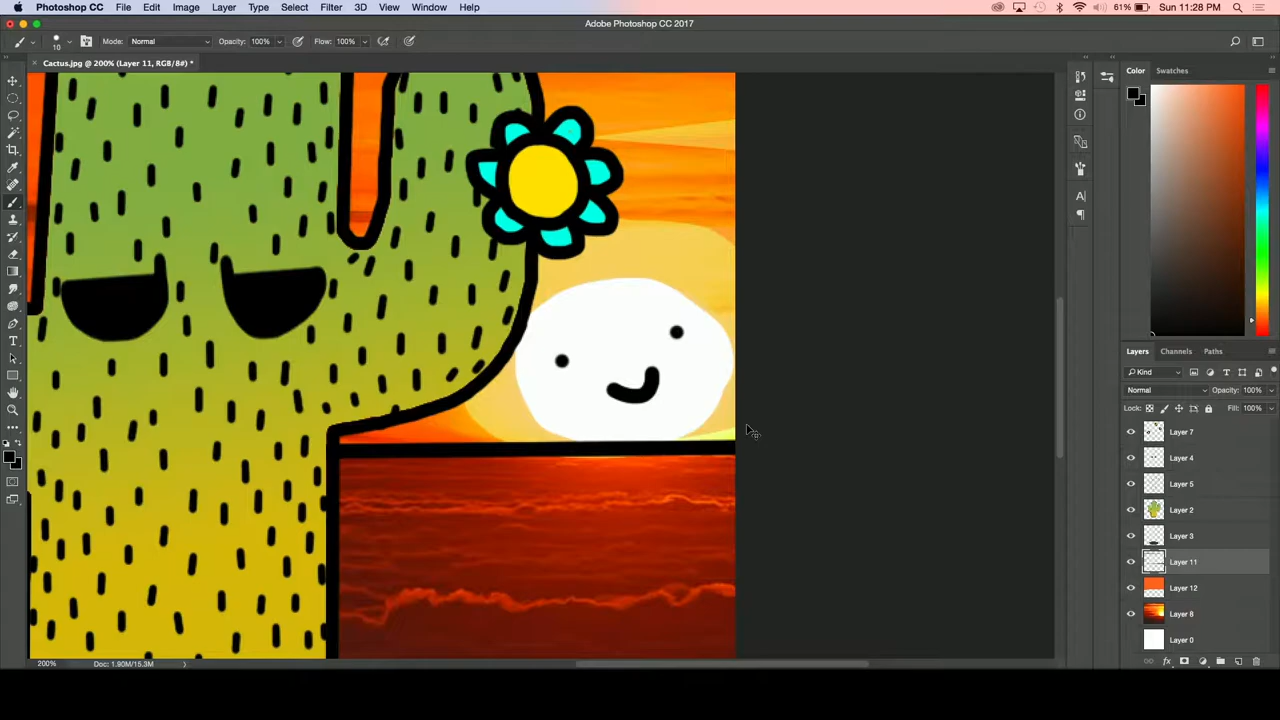 Photoshop CC File Edit Image Layer Type Select Filter 3D View Window Help 61% Sun 11:28 PM
Adobe Photoshop CC 2017
10 Mode: Normal Opacity: 100% Flow: 100%
Cactus.jpg @ 200% (Layer 11, RGB/8#) *
Color Swatches
Layers Channels Paths
Kind
Normal Opacity: 100%
Lock: Fill: 100%
Layer 7
Layer 4
Layer 5
Layer 2
Layer 3
Layer 11
Layer 12
Layer 8
Layer 0
200% Doc: 1.90M/15.3M